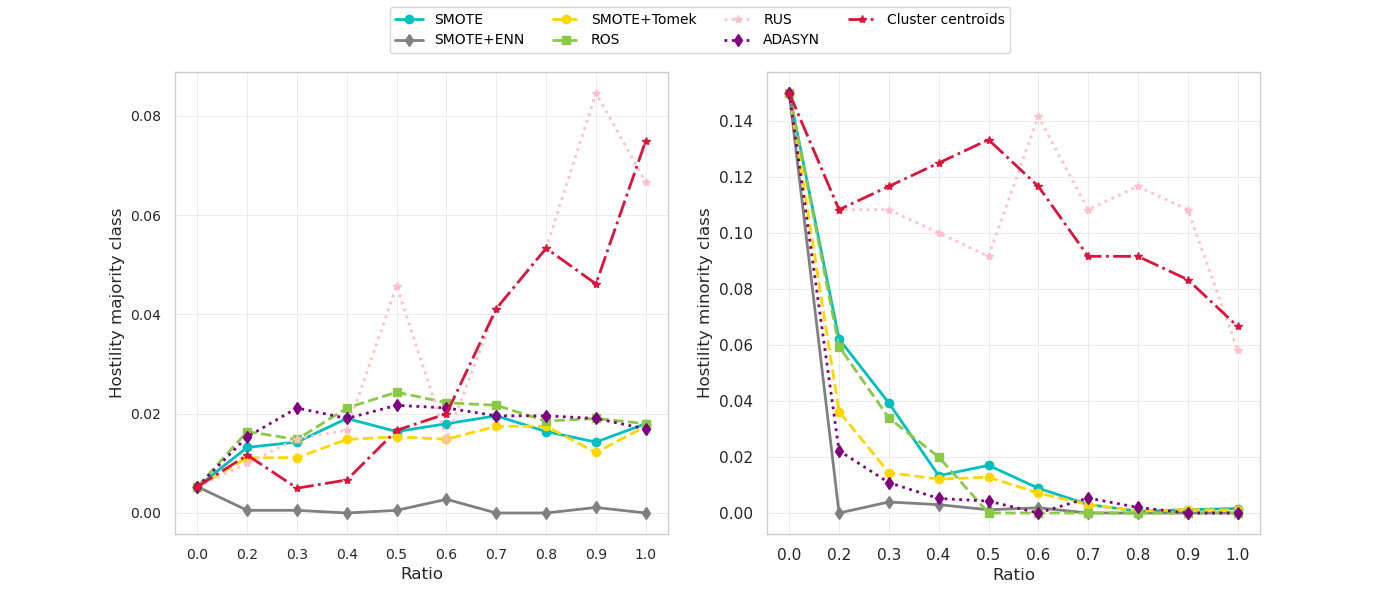 SMOTE SMOTE+Tomek RUS Cluster centroids
SMOTE+ENN ROS ADASYN
Hostility majority class
0.08
0.06
0.04
0.02
0.00
0.0 0.2 0.3 0.4 0.5 0.6 0.7 0.8 0.9 1.0
Ratio
Hostility minority class
0.14
0.12
0.10
0.08
0.06
0.04
0.02
0.00
0.0 0.2 0.3 0.4 0.5 0.6 0.7 0.8 0.9 1.0
Ratio